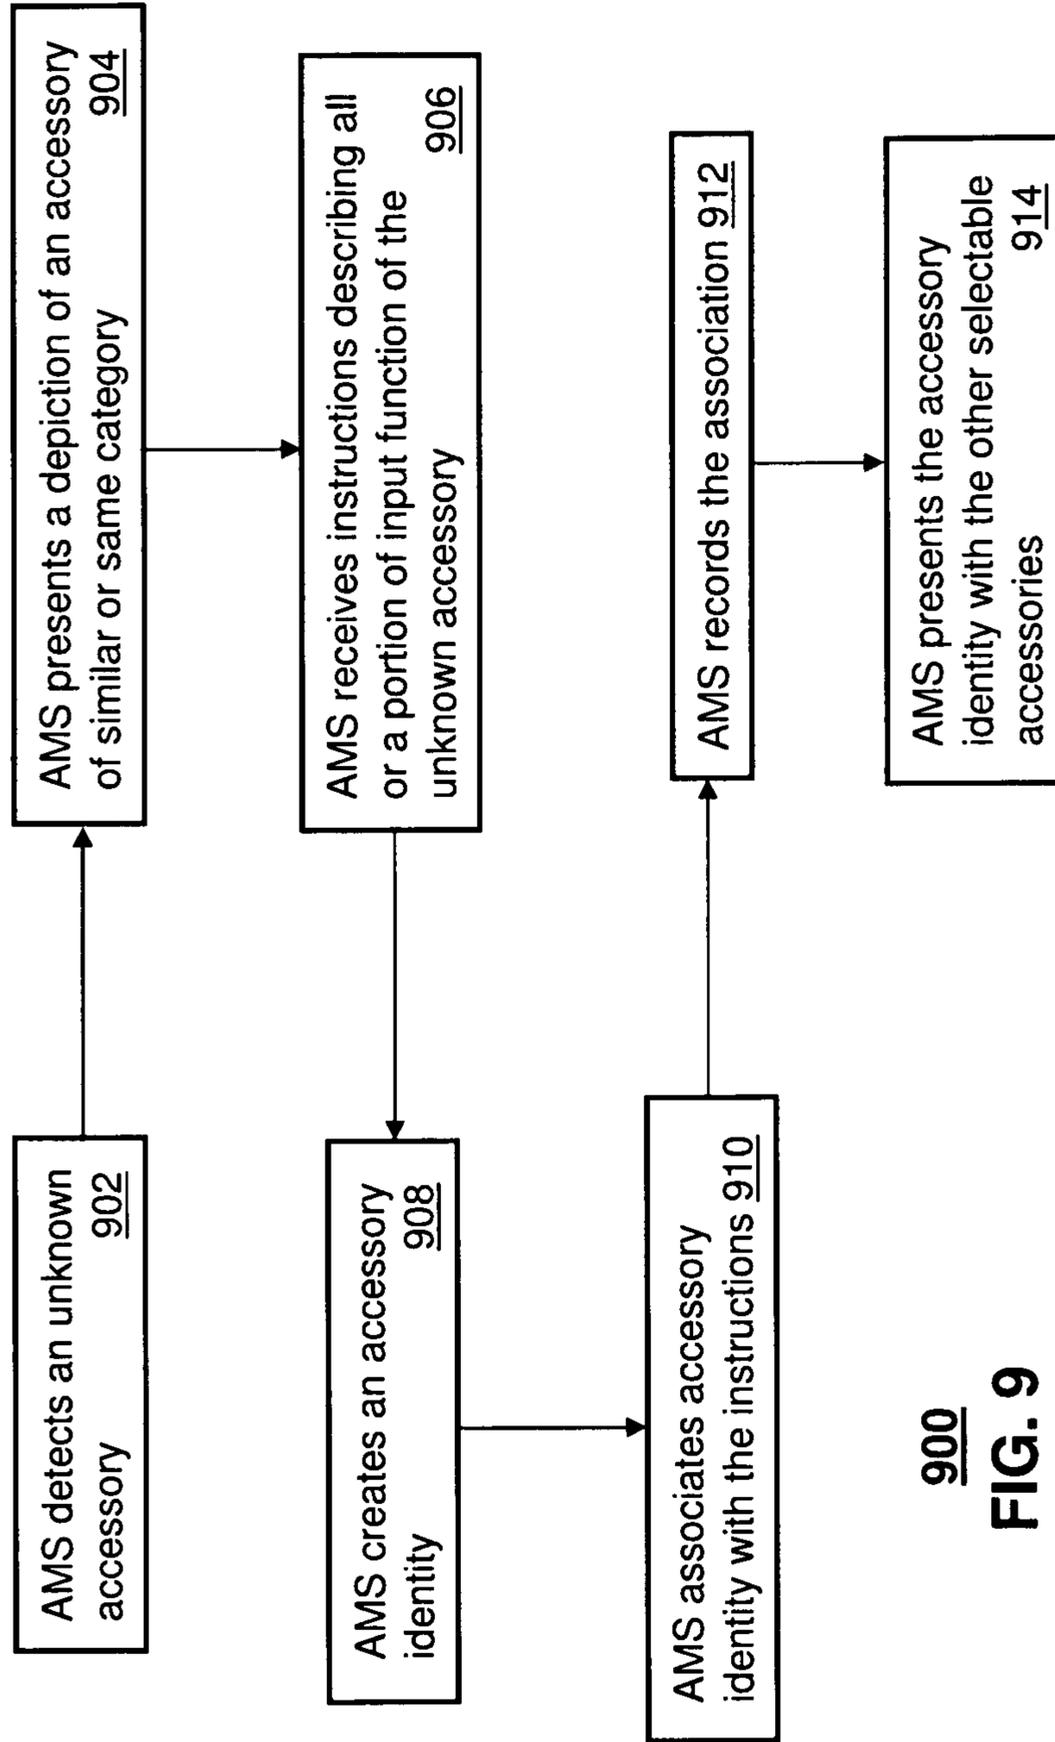 AMS detects an unknown
accessory 902
AMS presents a depiction of an accessory
of similar or same category 904
AMS receives instructions describing all
or a portion of input function of the
unknown accessory 906
AMS creates an accessory
identity 908
AMS associates accessory
identity with the instructions 910
AMS records the association 912
AMS presents the accessory
identity with the other selectable
accessories 914
900
FIG. 9